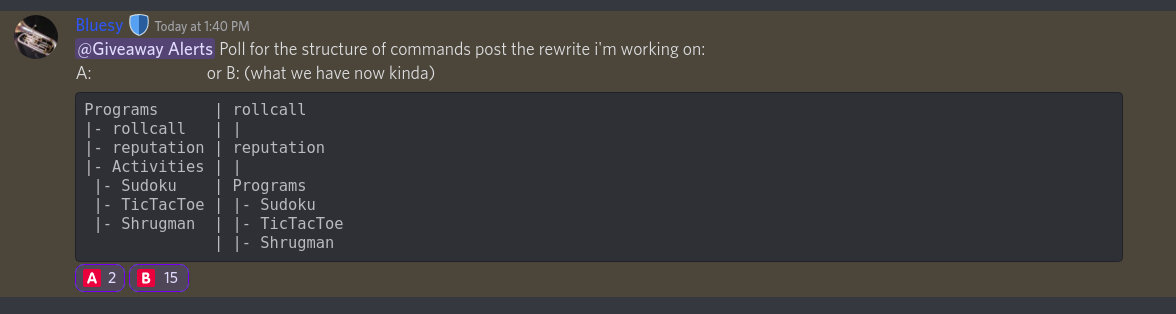 Bluesy Today at 1:40 PM
@Giveaway Alerts Poll for the structure of commands post the rewrite i'm working on:
A: or B: (what we have now kinda)
Programs | rollcall
|- rollcall | |
|- reputation | reputation
|- Activities | |
|- Sudoku | Programs
|- TicTacToe | |- Sudoku
|- Shrugman | |- TicTacToe
| |- Shrugman
A 2 B 15